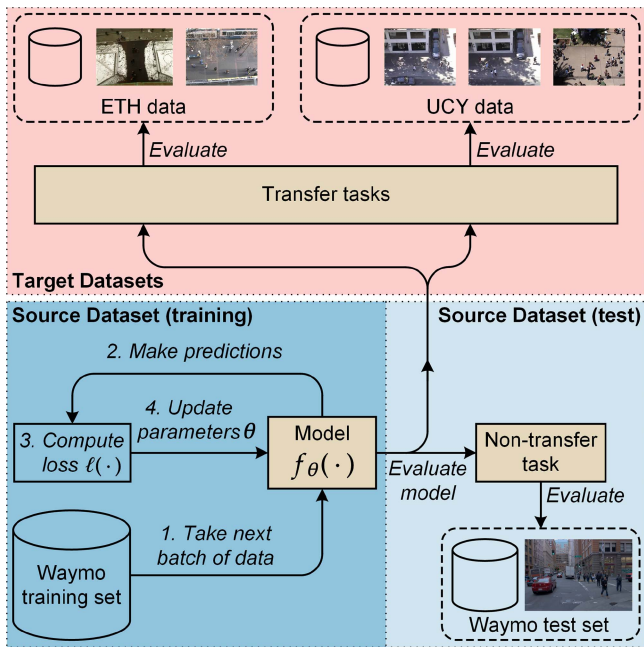 ETH data
UCY data
Evaluate
Evaluate
Transfer tasks
Target Datasets
Source Dataset (training)
Source Dataset (test)
2. Make predictions
3. Compute
loss ℓ(·)
4. Update
parameters θ
Model
fθ(·)
Evaluate
model
Non-transfer
task
Evaluate
1. Take next
batch of data
Waymo
training set
Waymo test set